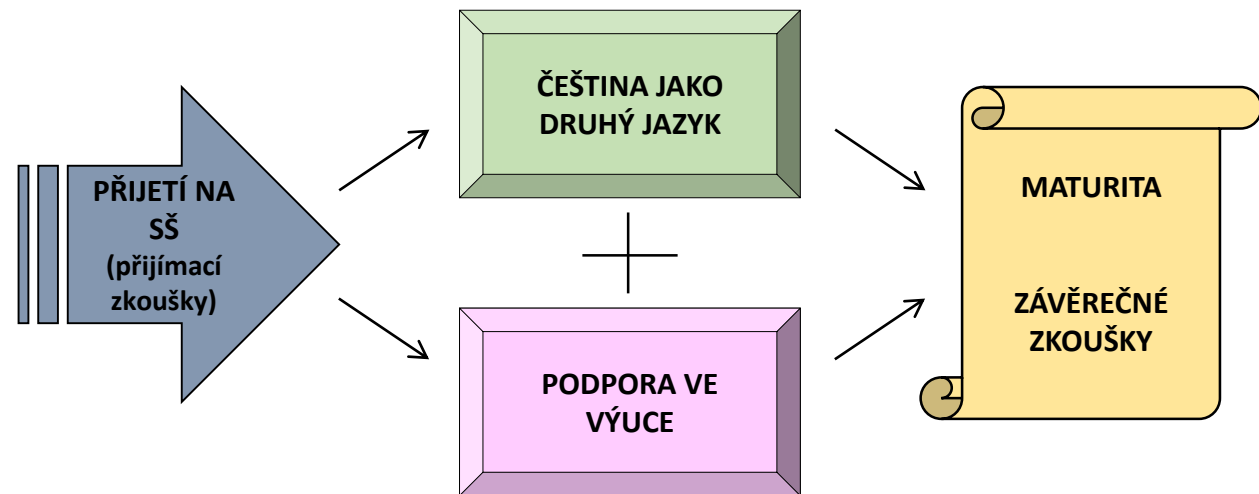 PŘIJETÍ NA
SŠ
(přijímací
zkoušky)
ČEŠTINA JAKO
DRUHÝ JAZYK
PODPORA VE
VÝUCE
MATURITA
ZÁVĚREČNÉ
ZKOUŠKY